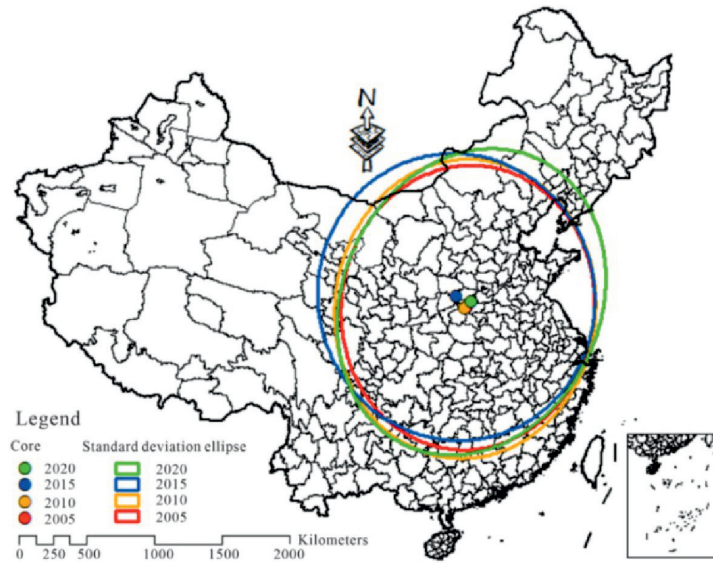 N
Legend
Core Standard deviation ellipse
2020 2020
2015 2015
2010 2010
2005 2005
0 250 500 1000 1500 2000 Kilometers